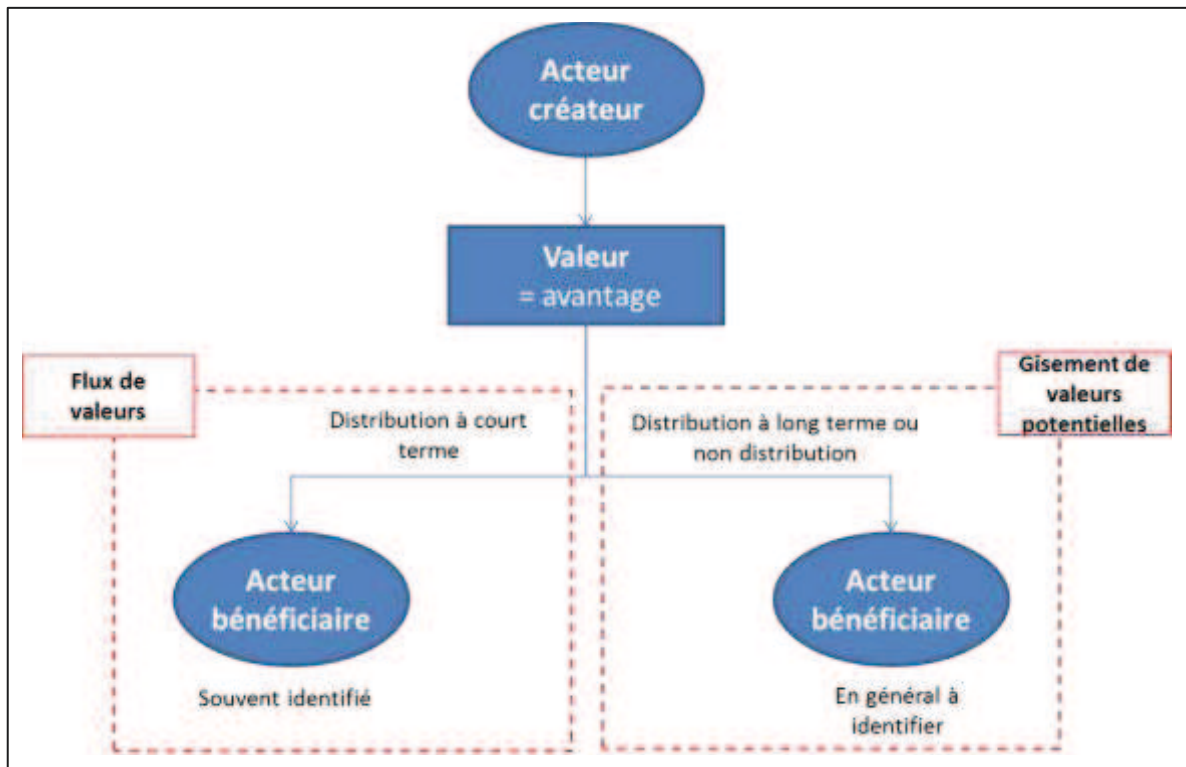 Acteur
créateur
Valeur
= avantage
Flux de
valeurs
Distribution à court
terme
Gisement de
valeurs
potentielles
Distribution à long terme ou
non distribution
Acteur
bénéficiaire
Souvent identifié
Acteur
bénéficiaire
En général à
identifier